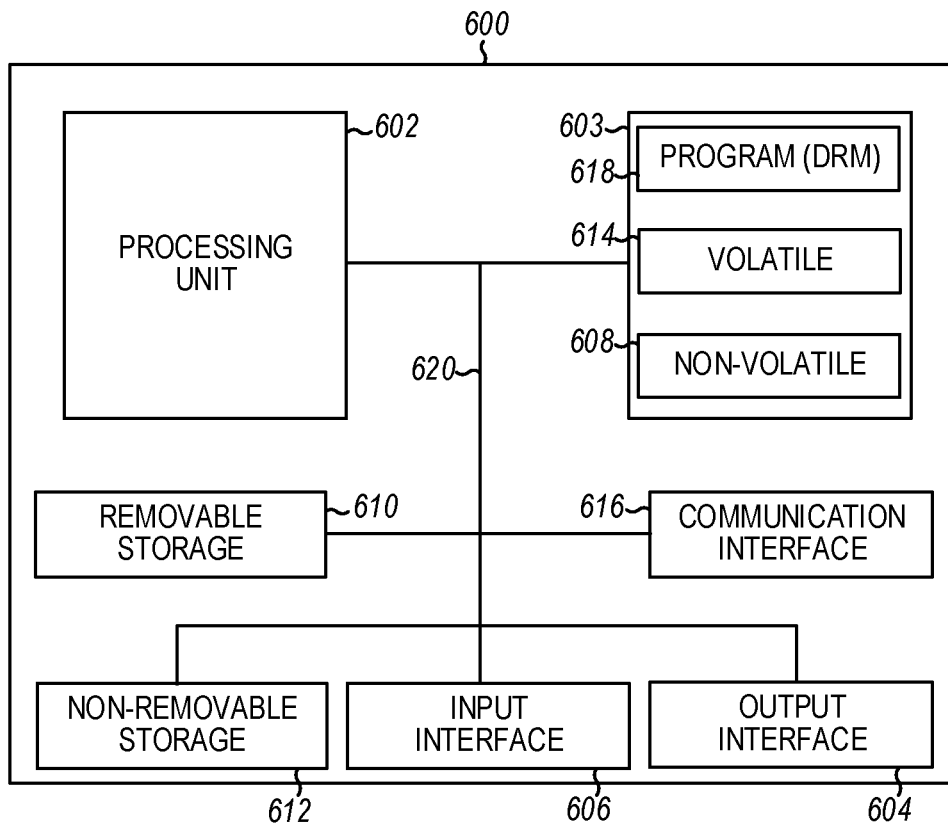 600
602
PROCESSING
UNIT
603
PROGRAM (DRM)
618
614
VOLATILE
608
NON-VOLATILE
620
REMOVABLE
STORAGE
610
616
COMMUNICATION
INTERFACE
NON-REMOVABLE
STORAGE
INPUT
INTERFACE
OUTPUT
INTERFACE
612
606
604